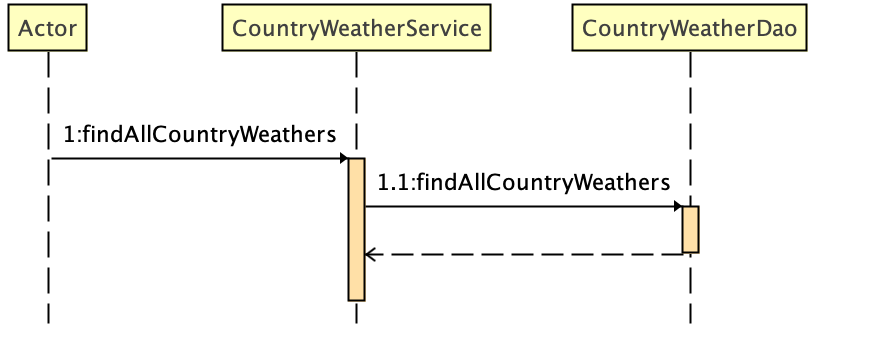 Actor
CountryWeatherService
CountryWeatherDao
1:findAllCountryWeathers
1.1:findAllCountryWeathers